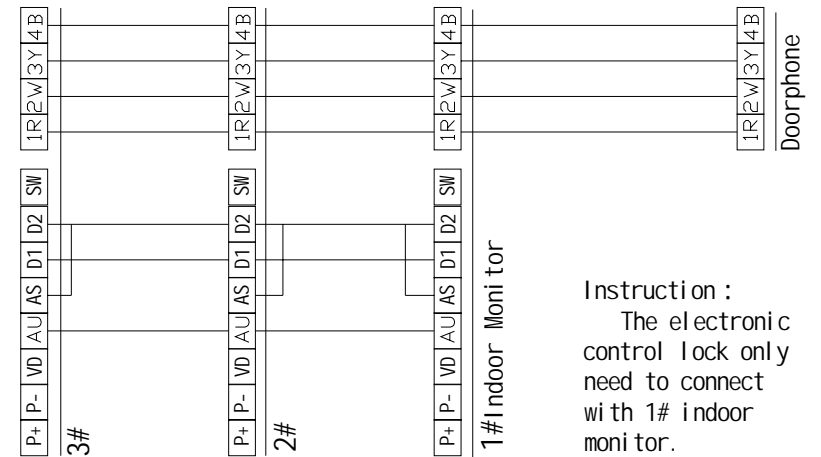 4B
3Y
2W
1R
SW
D2
D1
AS
AU
VD
P-
P+
3#
4B
3Y
2W
1R
SW
D2
D1
AS
AU
VD
P-
P+
2#
4B
3Y
2W
1R
SW
D2
D1
AS
AU
VD
P-
P+
1#Indoor Monitor
4B
3Y
2W
1R
Doorphone
Instruction:
The electronic
control lock only
need to connect
with 1# indoor
monitor.